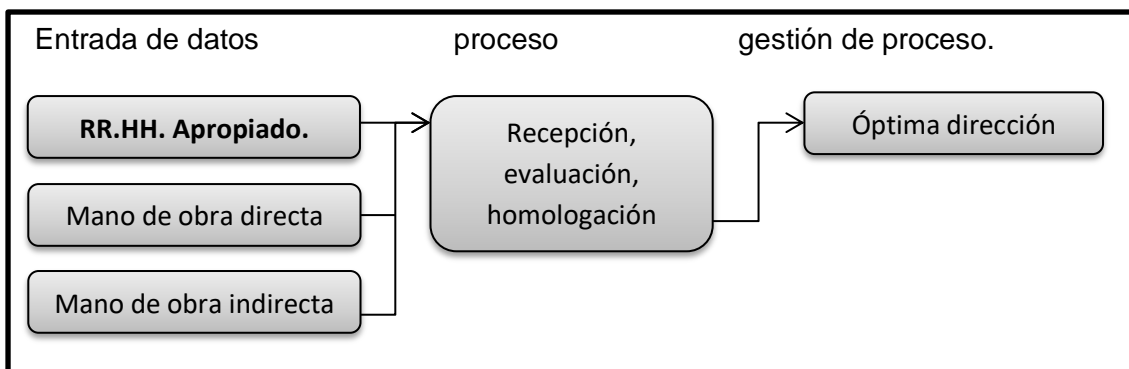 Entrada de datos proceso gestión de proceso.
RR.HH. Apropiado.
Mano de obra directa
Mano de obra indirecta
Recepción,
evaluación,
homologación
Óptima dirección